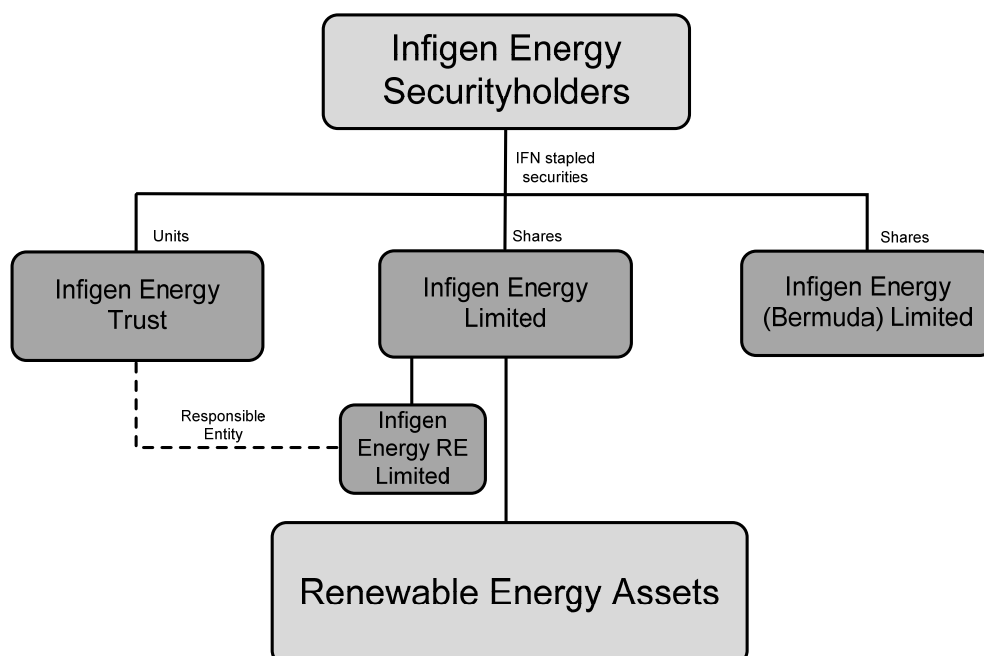 Infigen Energy
Securityholders
IFN stapled
securities
Units
Shares
Shares
Infigen Energy
Trust
Infigen Energy
Limited
Infigen Energy
(Bermuda) Limited
Responsible
Entity
Infigen
Energy RE
Limited
Renewable Energy Assets